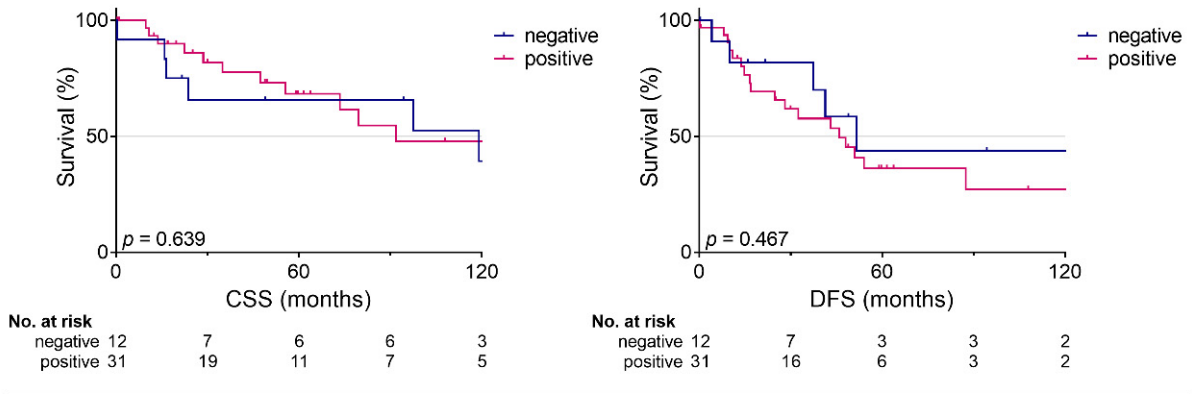 100
50
0
Survival (%)
negative
positive
p = 0.639
0 60 120
CSS (months)
No. at risk
negative 12 7 6 6 3
positive 31 19 11 7 5
100
50
0
Survival (%)
negative
positive
p = 0.467
0 60 120
DFS (months)
No. at risk
negative 12 7 3 3 2
positive 31 16 6 3 2